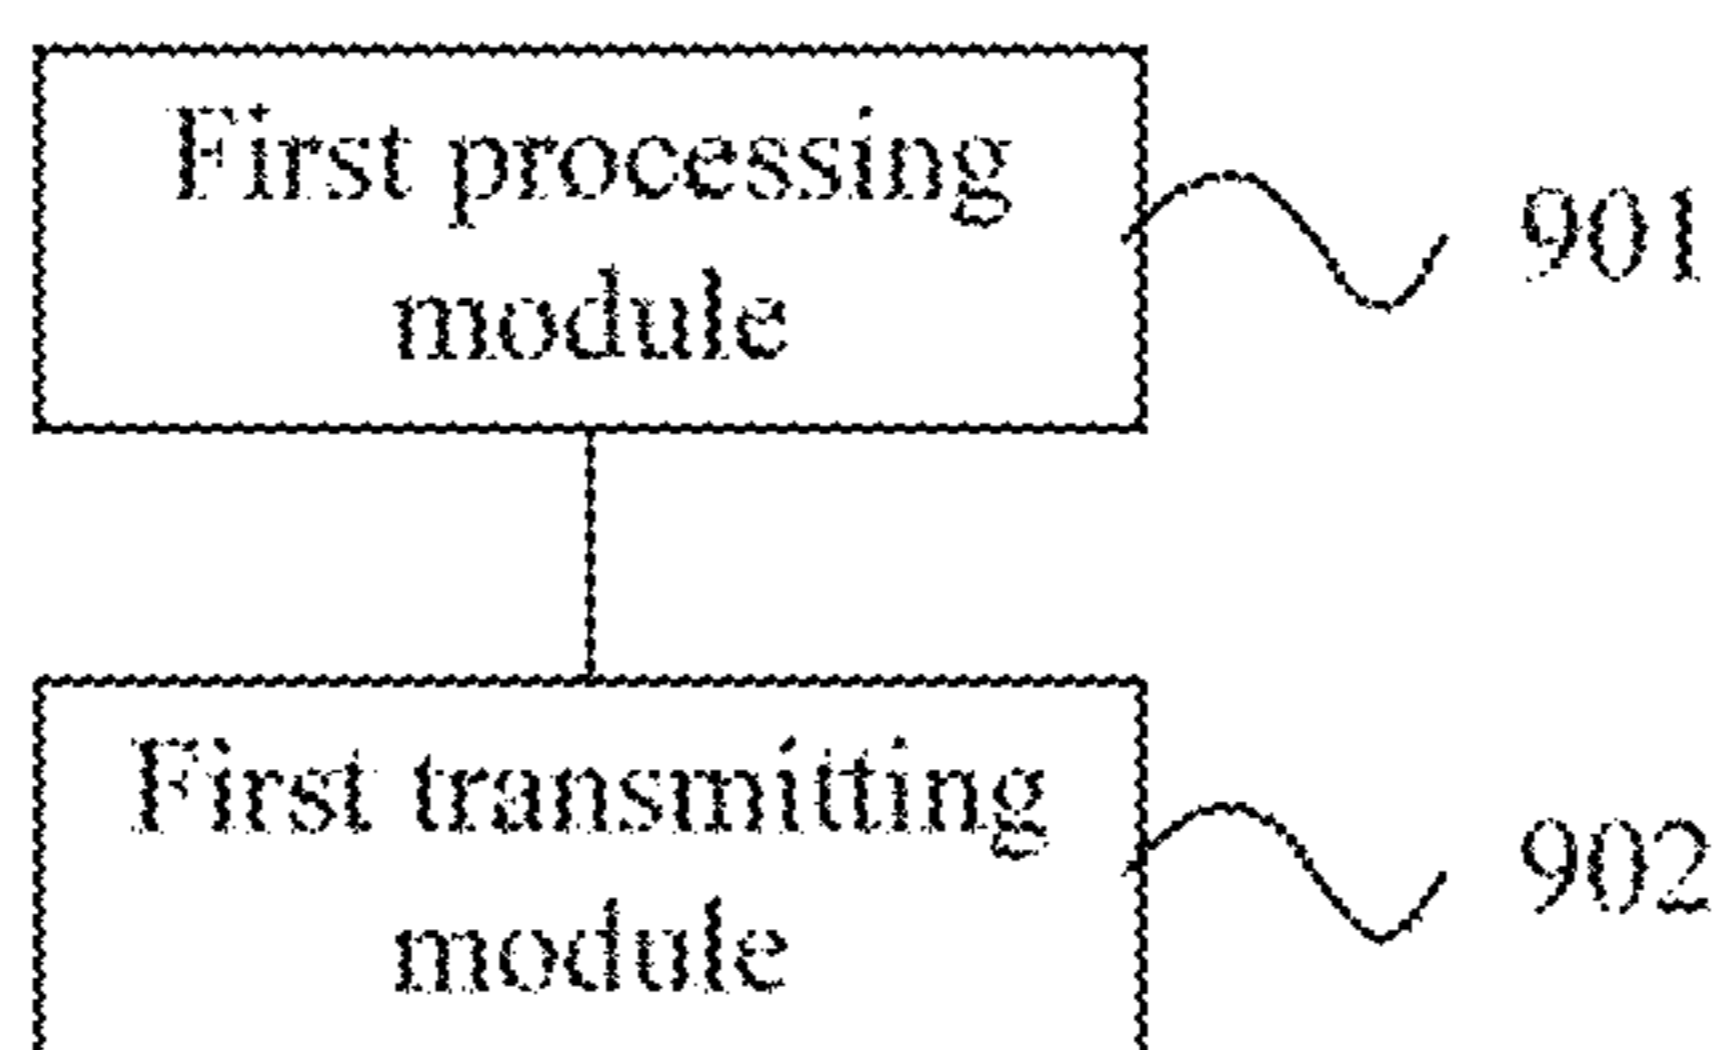 First processing
module
901
First transmitting
module
902